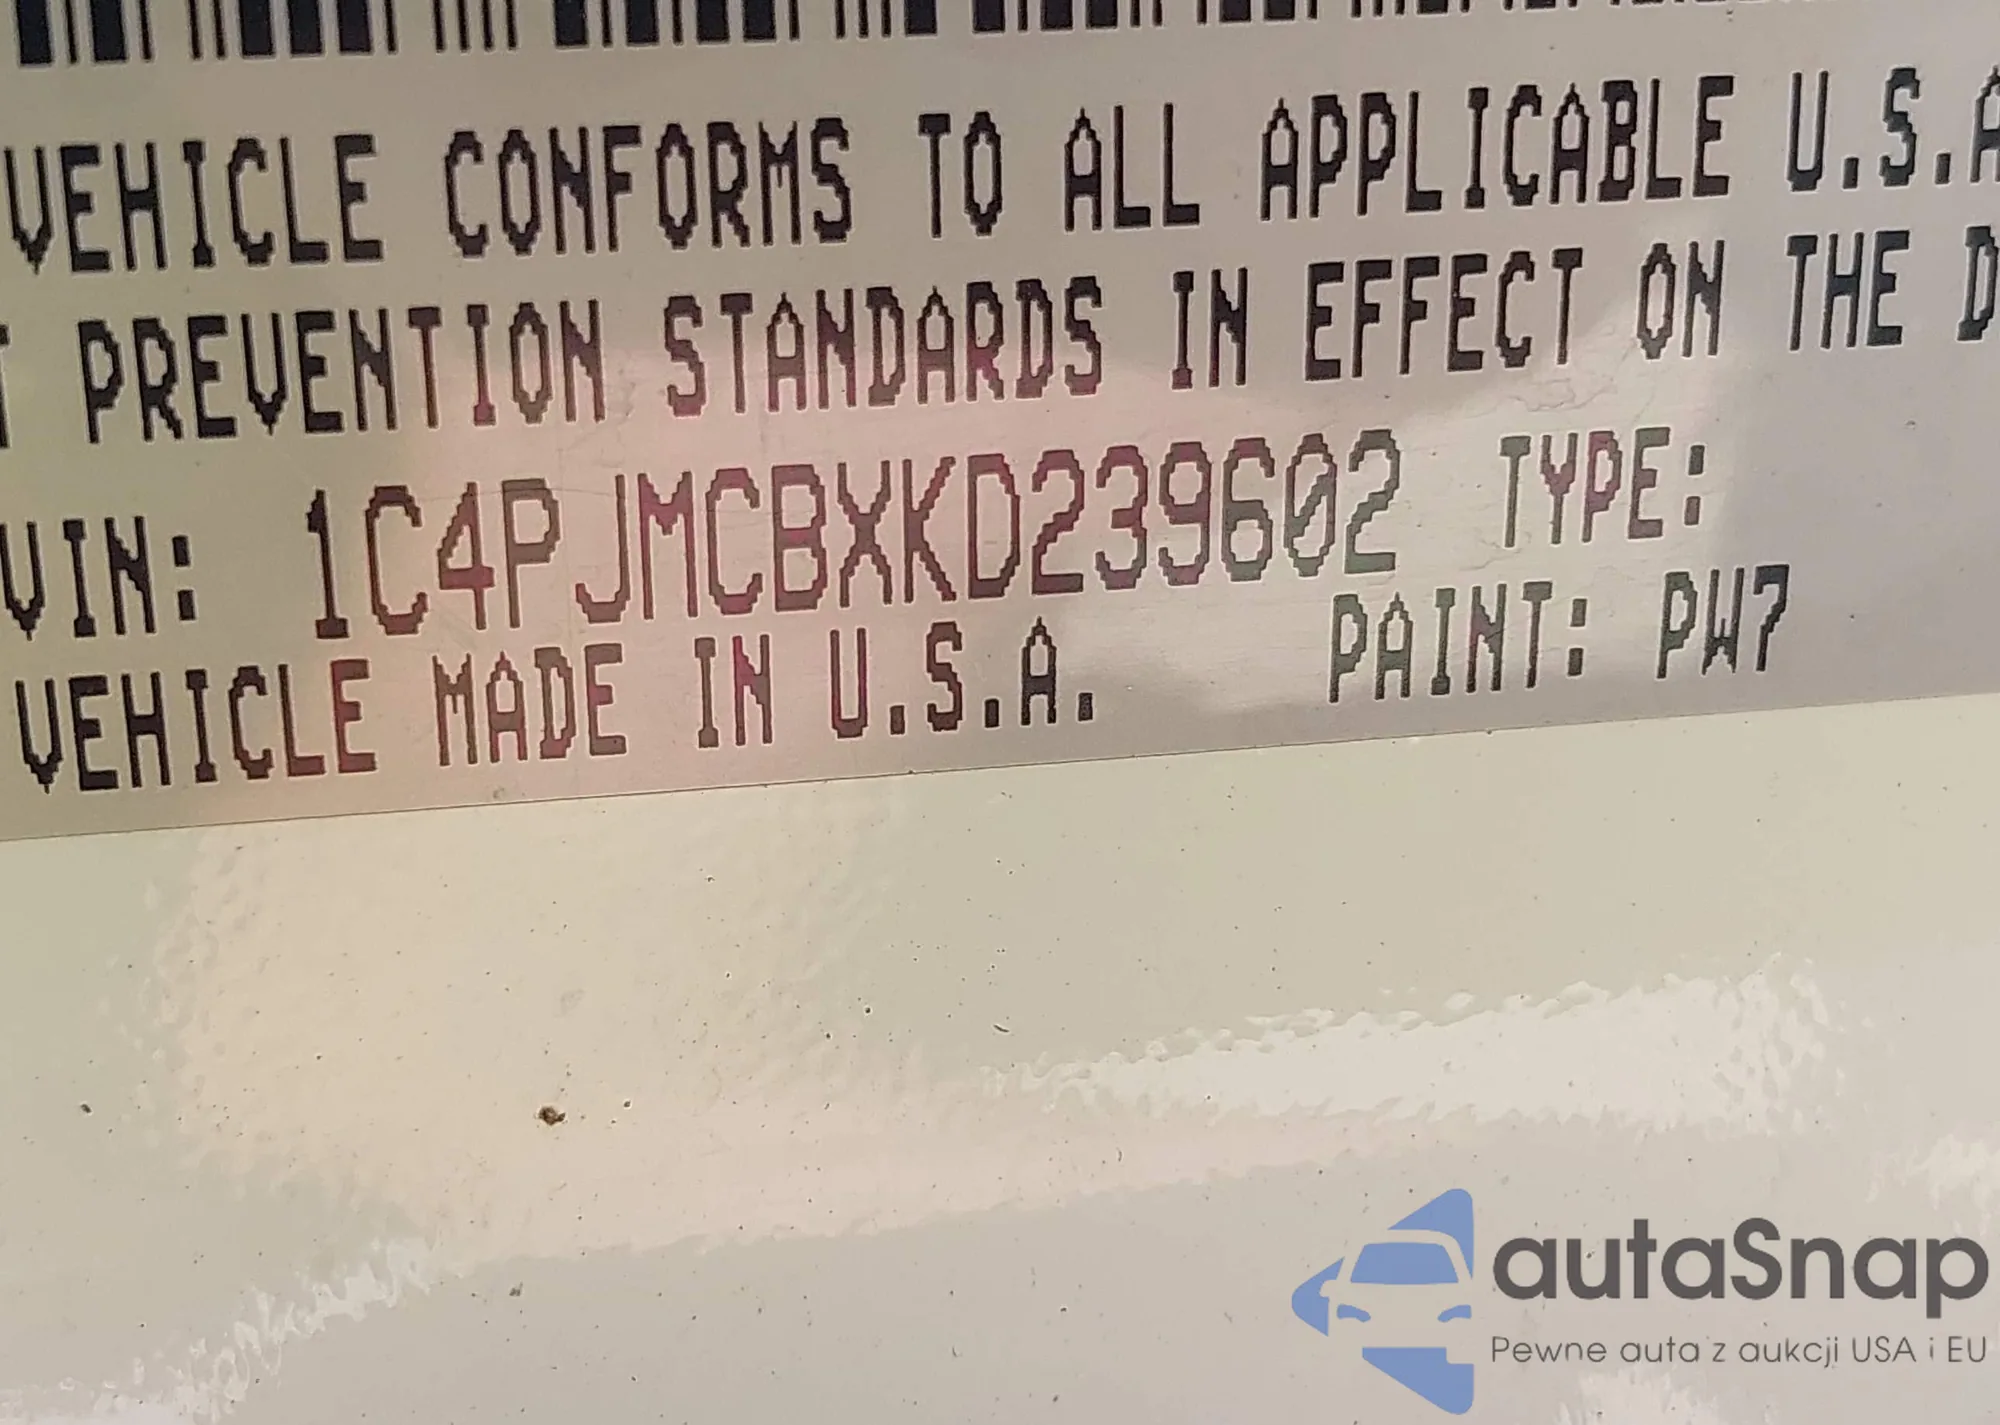 VEHICLE CONFORMS TO ALL APPLICABLE U.S.A
T PREVENTION STANDARDS IN EFFECT ON THE D
VIN: 1C4PJMCBXKD239602 TYPE:
VEHICLE MADE IN U.S.A. PAINT: PW7
autaSnap
Pewne auta z aukcji USA i EU